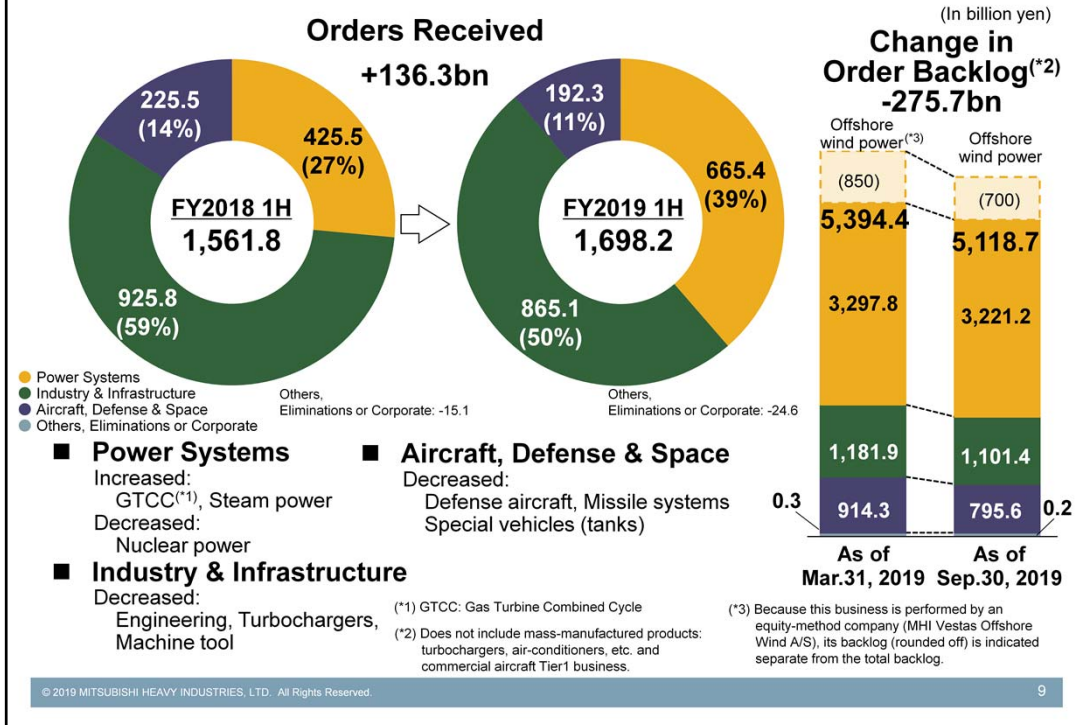 (In billion yen)
Orders Received
+136.3bn
225.5
(14%)
425.5
(27%)
FY2018 1H
1,561.8
925.8
(59%)
192.3
(11%)
665.4
(39%)
FY2019 1H
1,698.2
865.1
(50%)
Power Systems
Industry & Infrastructure
Aircraft, Defense & Space
Others, Eliminations or Corporate
Others,
Eliminations or Corporate: -15.1
Others,
Eliminations or Corporate: -24.6
Change in
Order Backlog(*2)
-275.7bn
Offshore
wind power(*3)
Offshore
wind power
(850)
(700)
5,394.4
5,118.7
3,297.8
3,221.2
1,181.9
1,101.4
0.3
914.3
795.6
0.2
As of
Mar.31, 2019
As of
Sep.30, 2019
■ Power Systems
Increased:
GTCC(*1), Steam power
Decreased:
Nuclear power
■ Industry & Infrastructure
Decreased:
Engineering, Turbochargers,
Machine tool
■ Aircraft, Defense & Space
Decreased:
Defense aircraft, Missile systems
Special vehicles (tanks)
(*1) GTCC: Gas Turbine Combined Cycle
(*2) Does not include mass-manufactured products:
turbochargers, air-conditioners, etc. and
commercial aircraft Tier1 business.
(*3) Because this business is performed by an
equity-method company (MHI Vestas Offshore
Wind A/S), its backlog (rounded off) is indicated
separate from the total backlog.
© 2019 MITSUBISHI HEAVY INDUSTRIES, LTD. All Rights Reserved.
9